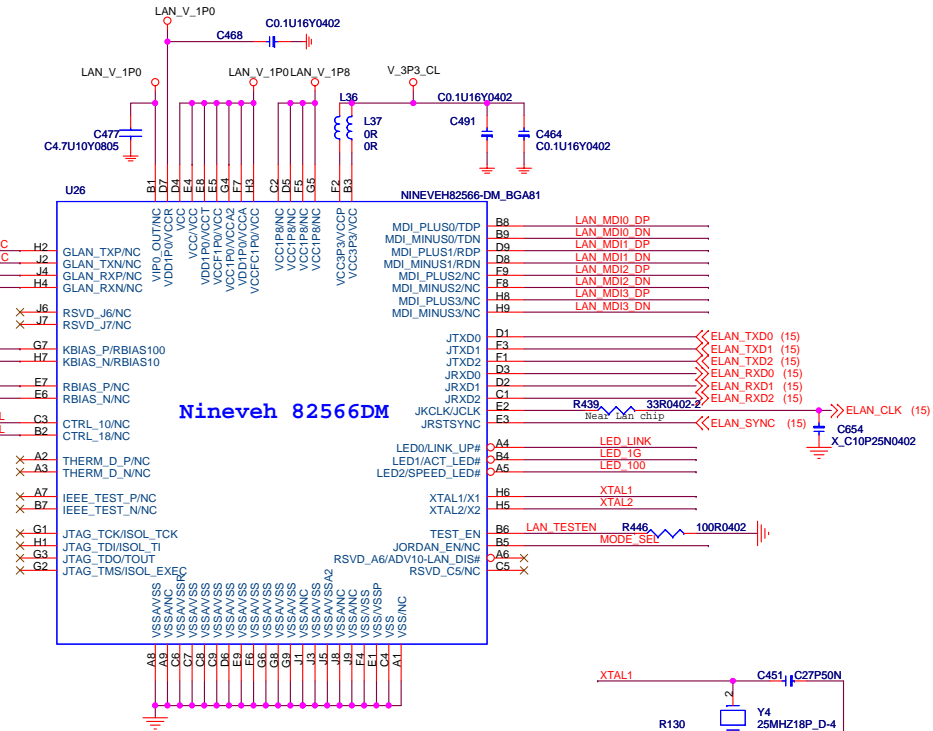 LAN_V_1P0
C0.1U16Y0402
C468
LAN_V_1P0
LAN_V_1P0
LAN_V_1P8
V_3P3_CL
L36
C0.1U16Y0402
C477
C4.7U10Y0805
L37
0R
0R
C491
C464
C0.1U16Y0402
B1
D7
D4
E4
E8
E5
G4
F7
H3
C2
D5
F5
G5
F2
B3
U26
NINEVEH82566-DM_BGA81
VIP0_OUT/NC
VDD1P0/VCCR
VCC
VCC/VCC
VDD1P0/VCCT
VCCF1P0/VCC
VCC1P0/VCCA2
VDD1P0/VCCA
VCCFC1P0/VCC
VCC1P8/NC
VCC1P8/NC
VCC1P8/NC
VCC1P8/NC
VCC3P3/VCCP
VCC3P3/VCC
C
H2 GLAN_TXP/NC
C
J2 GLAN_TXN/NC
J4 GLAN_RXP/NC
H4 GLAN_RXN/NC
J6 RSVD_J6/NC
J7 RSVD_J7/NC
G7 KBIAS_P/RBIAS100
H7 KBIAS_N/RBIAS10
E7 RBIAS_P/NC
E6 RBIAS_N/NC
L
C3 CTRL_10/NC
L
B2 CTRL_18/NC
A2 THERM_D_P/NC
A3 THERM_D_N/NC
A7 IEEE_TEST_P/NC
B7 IEEE_TEST_N/NC
G1 JTAG_TCK/ISOL_TCK
H1 JTAG_TDI/ISOL_TI
G3 JTAG_TDO/TOUT
G2 JTAG_TMS/ISOL_EXEC
Nineveh 82566DM
MDI_PLUS0/TDP B8 LAN_MDI0_DP
MDI_MINUS0/TDN B9 LAN_MDI0_DN
MDI_PLUS1/RDP D9 LAN_MDI1_DP
MDI_MINUS1/RDN D8 LAN_MDI1_DN
MDI_PLUS2/NC F9 LAN_MDI2_DP
MDI_MINUS2/NC F8 LAN_MDI2_DN
MDI_PLUS3/NC H8 LAN_MDI3_DP
MDI_MINUS3/NC H9 LAN_MDI3_DN
JTXD0 D1 ELAN_TXD0 (15)
JTXD1 F3 ELAN_TXD1 (15)
JTXD2 F1 ELAN_TXD2 (15)
JRXD0 D3 ELAN_RXD0 (15)
JRXD1 D2 ELAN_RXD1 (15)
JRXD2 C1 ELAN_RXD2 (15)
JKCLK/JCLK E2 R439 33R0402-2 ELAN_CLK (15)
Near Lan chip
JRSTSYNC E3 ELAN_SYNC (15)
C654
X_C10P25N0402
LED0/LINK_UP# A4 LED_LINK
LED1/ACT_LED# B4 LED_1G
LED2/SPEED_LED# A5 LED_100
XTAL1/X1 H6 XTAL1
XTAL2/X2 H5 XTAL2
TEST_EN B6 LAN_TESTEN R446 100R0402
JORDAN_EN/NC B5 MODE_SEL
RSVD_A6/ADV10-LAN_DIS# A6
RSVD_C5/NC C5
VSSA/VSS
VSSA/NC
VSSA/VSSR
VSSA/VSS
VSSA/VSS
VSSA/VSS
VSSA/VSS
VSSA/VSS
VSSA/VSS
VSSA/VSS
VSSA/VSS
VSSA/VSS
VSSA/NC
VSSA/VSS
VSSA/VSSA2
VSSA/NC
VSSA/NC
VSS/VSS
VSS/VSSP
VSS
VSS/NC
A8
A9
C6
C7
C8
C9
D6
E9
F6
G6
G8
G9
J1
J3
J5
J8
J9
F4
E1
C4
A1
XTAL1
C451
C27P50N
2
Y4
25MHZ18P_D-4
R130